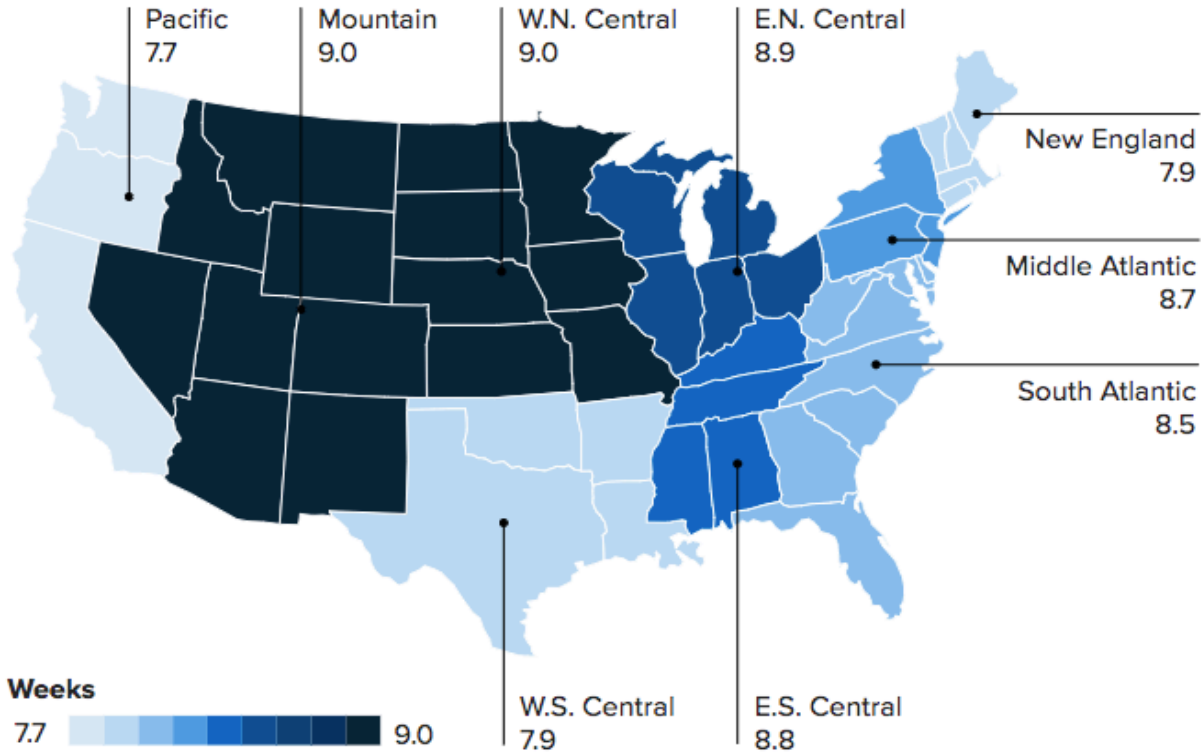 Pacific
7.7
Mountain
9.0
W.N. Central
9.0
E.N. Central
8.9
New England
7.9
Middle Atlantic
8.7
South Atlantic
8.5
W.S. Central
7.9
E.S. Central
8.8
Weeks
7.7 9.0